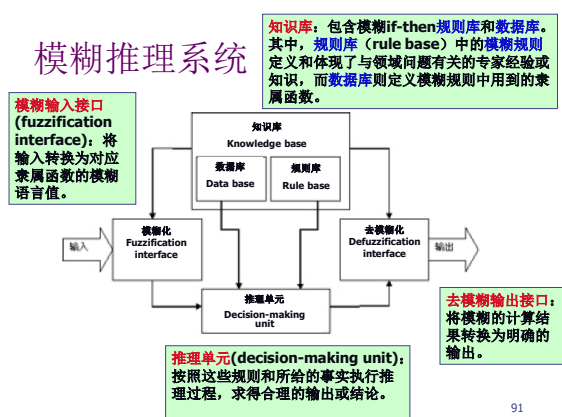 模糊推理系统
知识库：包含模糊if-then规则库和数据库。
其中，规则库（rule base）中的模糊规则
定义和体现了与领域问题有关的专家经验或
知识，而数据库则定义模糊规则中用到的隶
属函数。
模糊输入接口
(fuzzification
interface)：将
输入转换为对应
隶属函数的模糊
语言值。
知识库
Knowledge base
数据库
Data base
规则库
Rule base
输入
模糊化
Fuzzification
interface
去模糊化
Defuzzification
interface
输出
推理单元
Decision-making
unit
去模糊输出接口：
将模糊的计算结
果转换为明确的
输出。
推理单元(decision-making unit)：
按照这些规则和所给的事实执行推
理过程，求得合理的输出或结论。
91